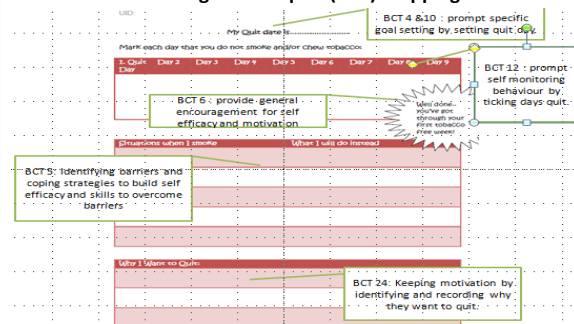 UID:
My Quit date is
BCT 4 &10 : prompt specific
goal setting by setting quit day.
Mark each day that you do not smoke and/or chew tobacco:
1. Quit Day Day 2 Day 3 Day 4 Day 5 Day 6 Day 7 Day 8 Day 9
BCT 12 : prompt
self monitoring
behaviour by
ticking days quit.
BCT 6 : provide general
encouragement for self
efficacy and motivation
Well done..
you've got
through your
first tobacco
free week!
Situations when I smoke What I will do instead
BCT 5: Identifying barriers and
coping strategies to build self
efficacy and skills to overcome
barriers
Why I Want to Quit:
BCT 24: Keeping motivation by
identifying and recording why
they want to quit.